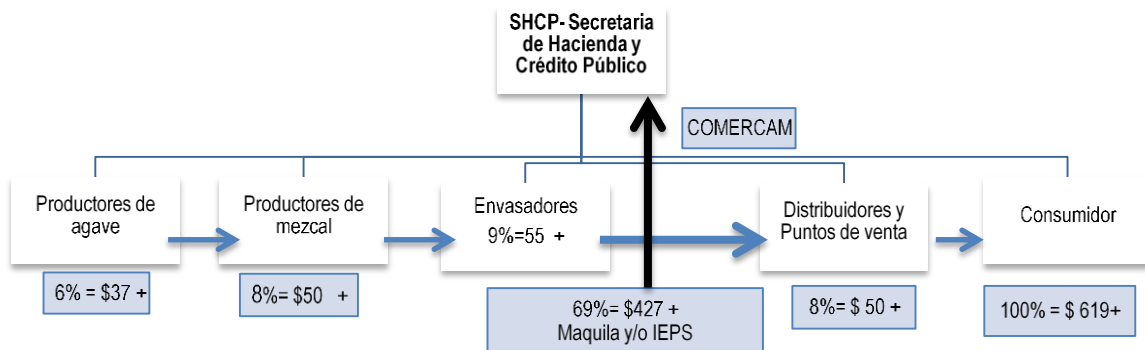 SHCP- Secretaria
de Hacienda y
Crédito Público
COMERCAM
Productores de
agave
Productores de
mezcal
Envasadores
9%=55 +
Distribuidores y
Puntos de venta
Consumidor
6% = $37 +
8%= $50 +
69%= $427 +
Maquila y/o IEPS
8%= $ 50 +
100% = $ 619+